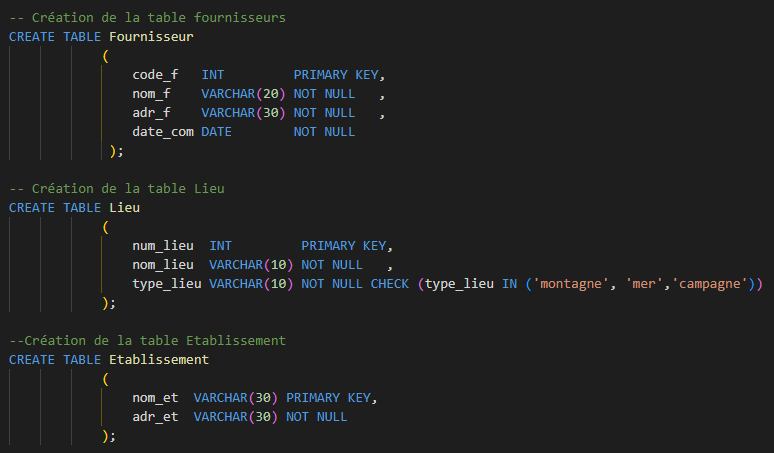 -- Création de la table fournisseurs
CREATE TABLE Fournisseur
(
code_f INT PRIMARY KEY,
nom_f VARCHAR(20) NOT NULL ,
adr_f VARCHAR(30) NOT NULL ,
date_com DATE NOT NULL
);
-- Création de la table Lieu
CREATE TABLE Lieu
(
num_lieu INT PRIMARY KEY,
nom_lieu VARCHAR(10) NOT NULL ,
type_lieu VARCHAR(10) NOT NULL CHECK (type_lieu IN ('montagne', 'mer','campagne'))
);
--Création de la table Etablissement
CREATE TABLE Etablissement
(
nom_et VARCHAR(30) PRIMARY KEY,
adr_et VARCHAR(30) NOT NULL
);